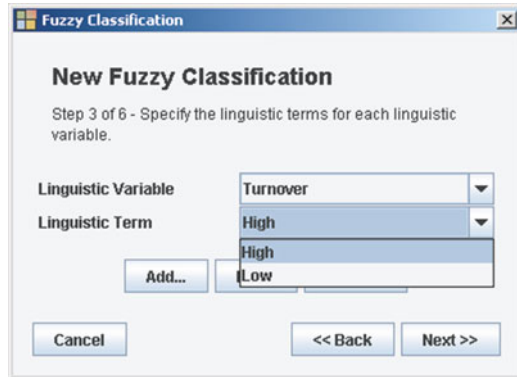 Fuzzy Classification
New Fuzzy Classification
Step 3 of 6 - Specify the linguistic terms for each linguistic
variable.
Linguistic Variable Turnover
Linguistic Term High
High
Low
Add...
Cancel << Back Next >>